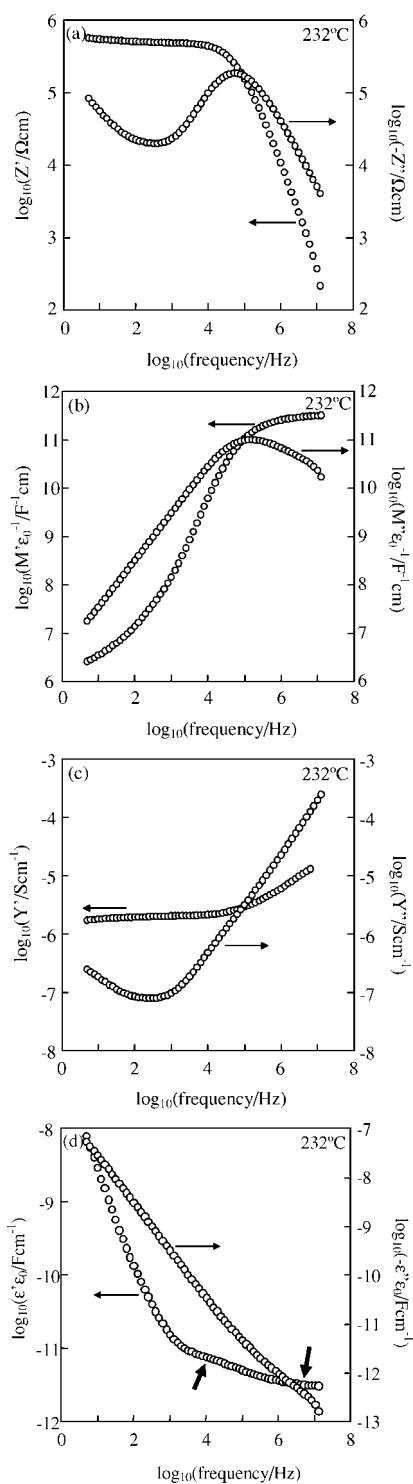 (a) 232°C
6 6
5 5
4 4
3 3
2 2
0 2 4 6 8
log₁₀(Z'/Ωcm
log₁₀(-Z"/Ωcm
log₁₀(frequency/Hz)
(b) 232°C
12 12
11 11
10 10
9 9
8 8
7 7
6 6
0 2 4 6 8
log₁₀(M'ε₀⁻¹/F⁻¹cm)
log₁₀(M"ε₀⁻¹/F⁻¹cm)
log₁₀(frequency/Hz)
(c) 232°C
-3 -3
-4 -4
-5 -5
-6 -6
-7 -7
-8 -8
0 2 4 6 8
log₁₀(Y'/Scm⁻¹)
log₁₀(Y"/Scm⁻¹)
log₁₀(frequency/Hz)
(d) 232°C
-8 -7
-8
-9 -9
-10 -10
-11 -11
-12
-12 -13
0 2 4 6 8
log₁₀(ε'ε₀/Fcm⁻¹)
log₁₀(-ε"ε₀/Fcm⁻¹)
log₁₀(frequency/Hz)